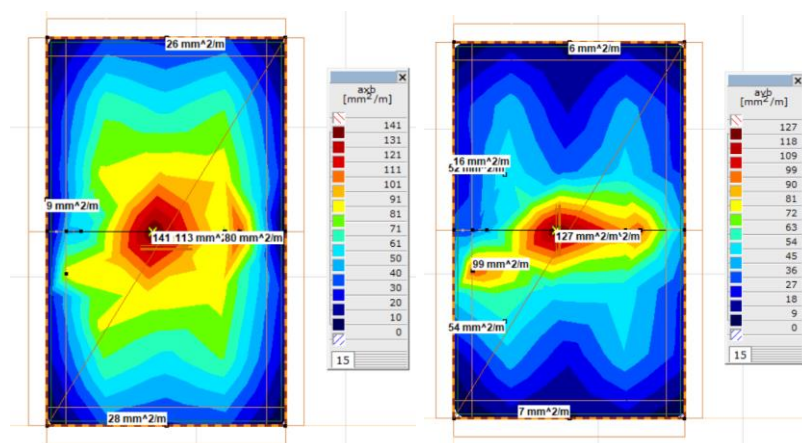 26 mm^2/m
9 mm^2/m
141
113 mm^
80 mm^2/m
28 mm^2/m
axb
[mm^2/m]
141
131
121
111
101
91
81
71
61
50
40
30
20
10
0
15
6 mm^2/m
16 mm^2/m
127 mm^2/m
99 mm^2/m
54 mm^2/m
7 mm^2/m
[mm^2/m]
127
118
109
99
90
81
72
63
54
45
36
27
18
9
0
15